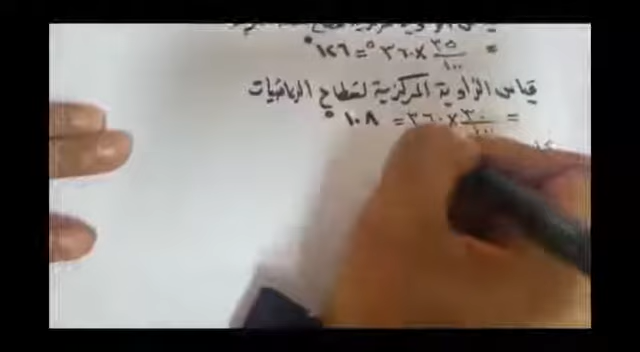 = ٣٥/١٠٠ × ٣٦٠° = ١٢٦°
قياس الزاوية المركزية لقطاع الرياضيات
= ٣٠/١٠٠ × ٣٦٠ = ١٠٨°